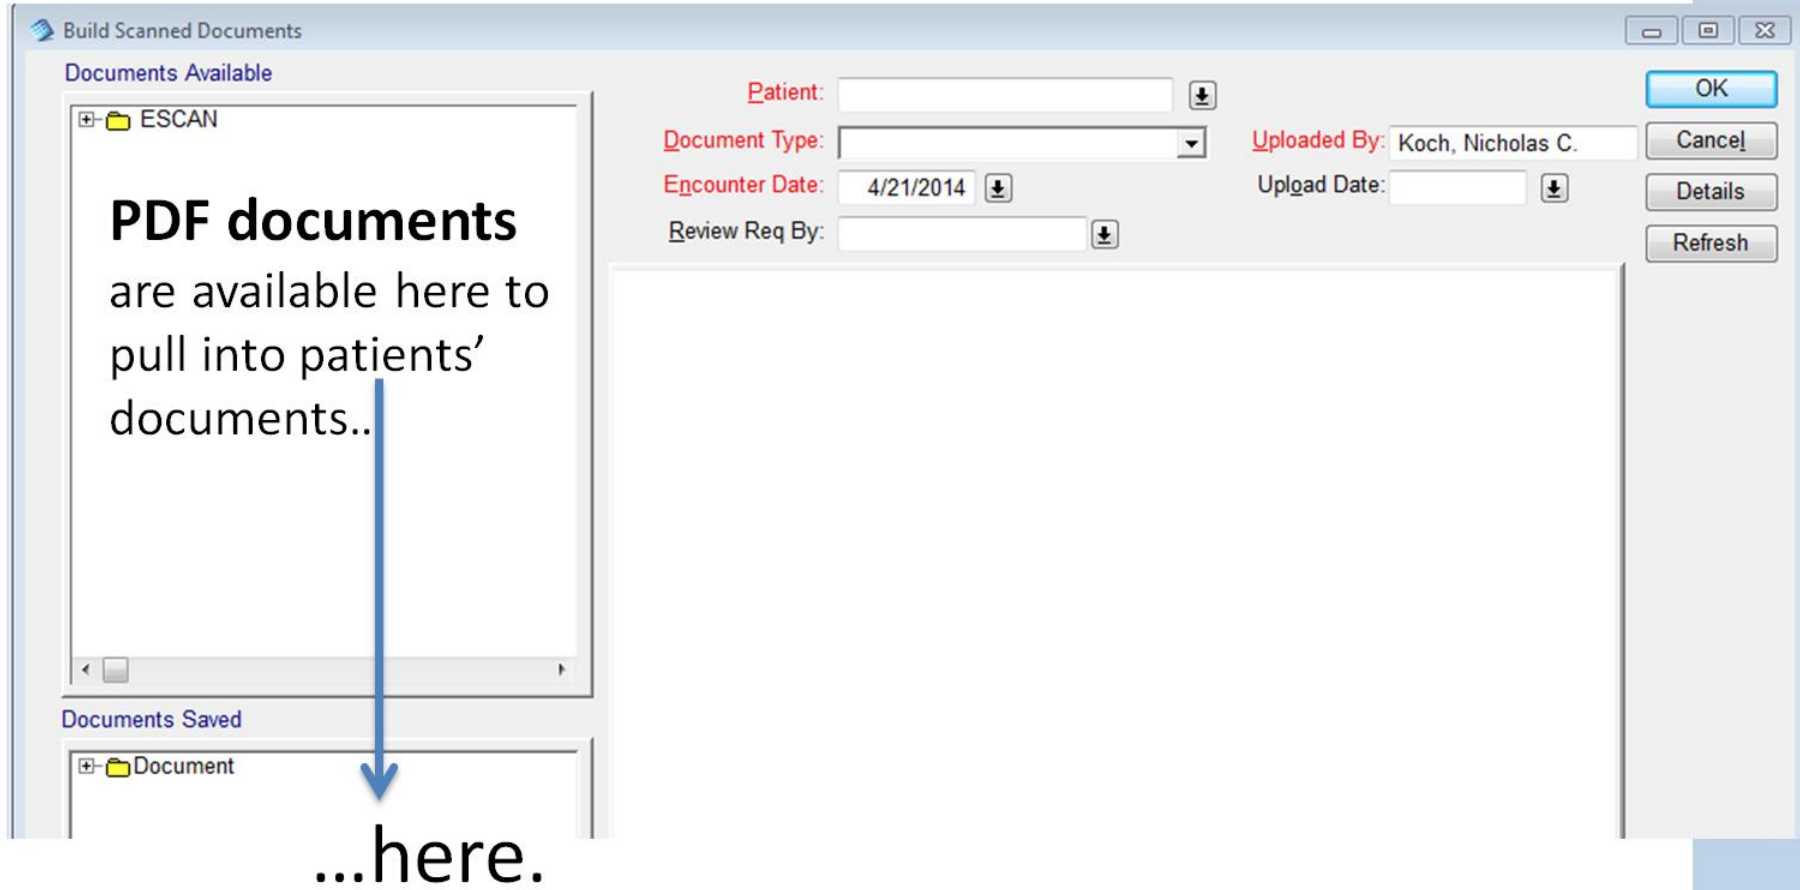 Build Scanned Documents
Documents Available
ESCAN
PDF documents
are available here to
pull into patients’
documents..
Documents Saved
Document
...here.
Patient:
Document Type:
Uploaded By: Koch, Nicholas C.
Encounter Date: 4/21/2014
Upload Date:
Review Req By:
OK
Cancel
Details
Refresh